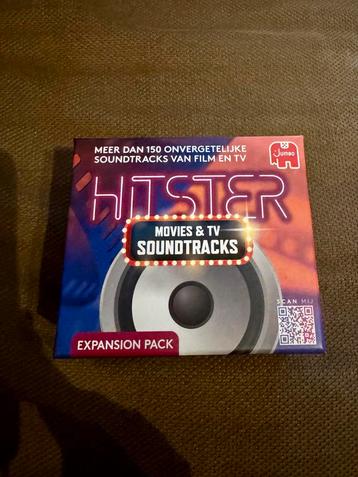 MEER DAN 150 ONVERGETELIJKE
SOUNDTRACKS VAN FILM EN TV
Jumbo
HITSTER
MOVIES & TV
SOUNDTRACKS
SCAN MIJ
EXPANSION PACK